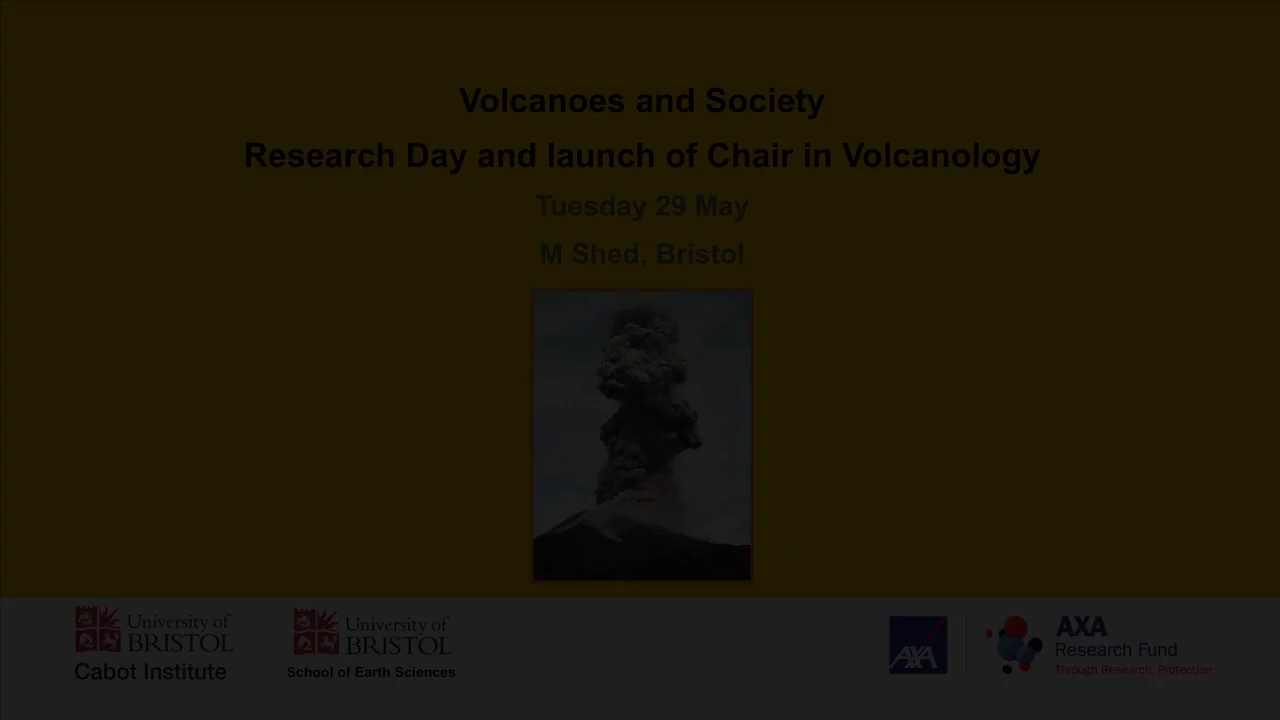 Volcanoes and Society
Research Day and launch of Chair in Volcanology
Tuesday 29 May
M Shed, Bristol
University of
BRISTOL
Cabot Institute
University of
BRISTOL
School of Earth Sciences
AXA
AXA
Research Fund
Through Research, Protection